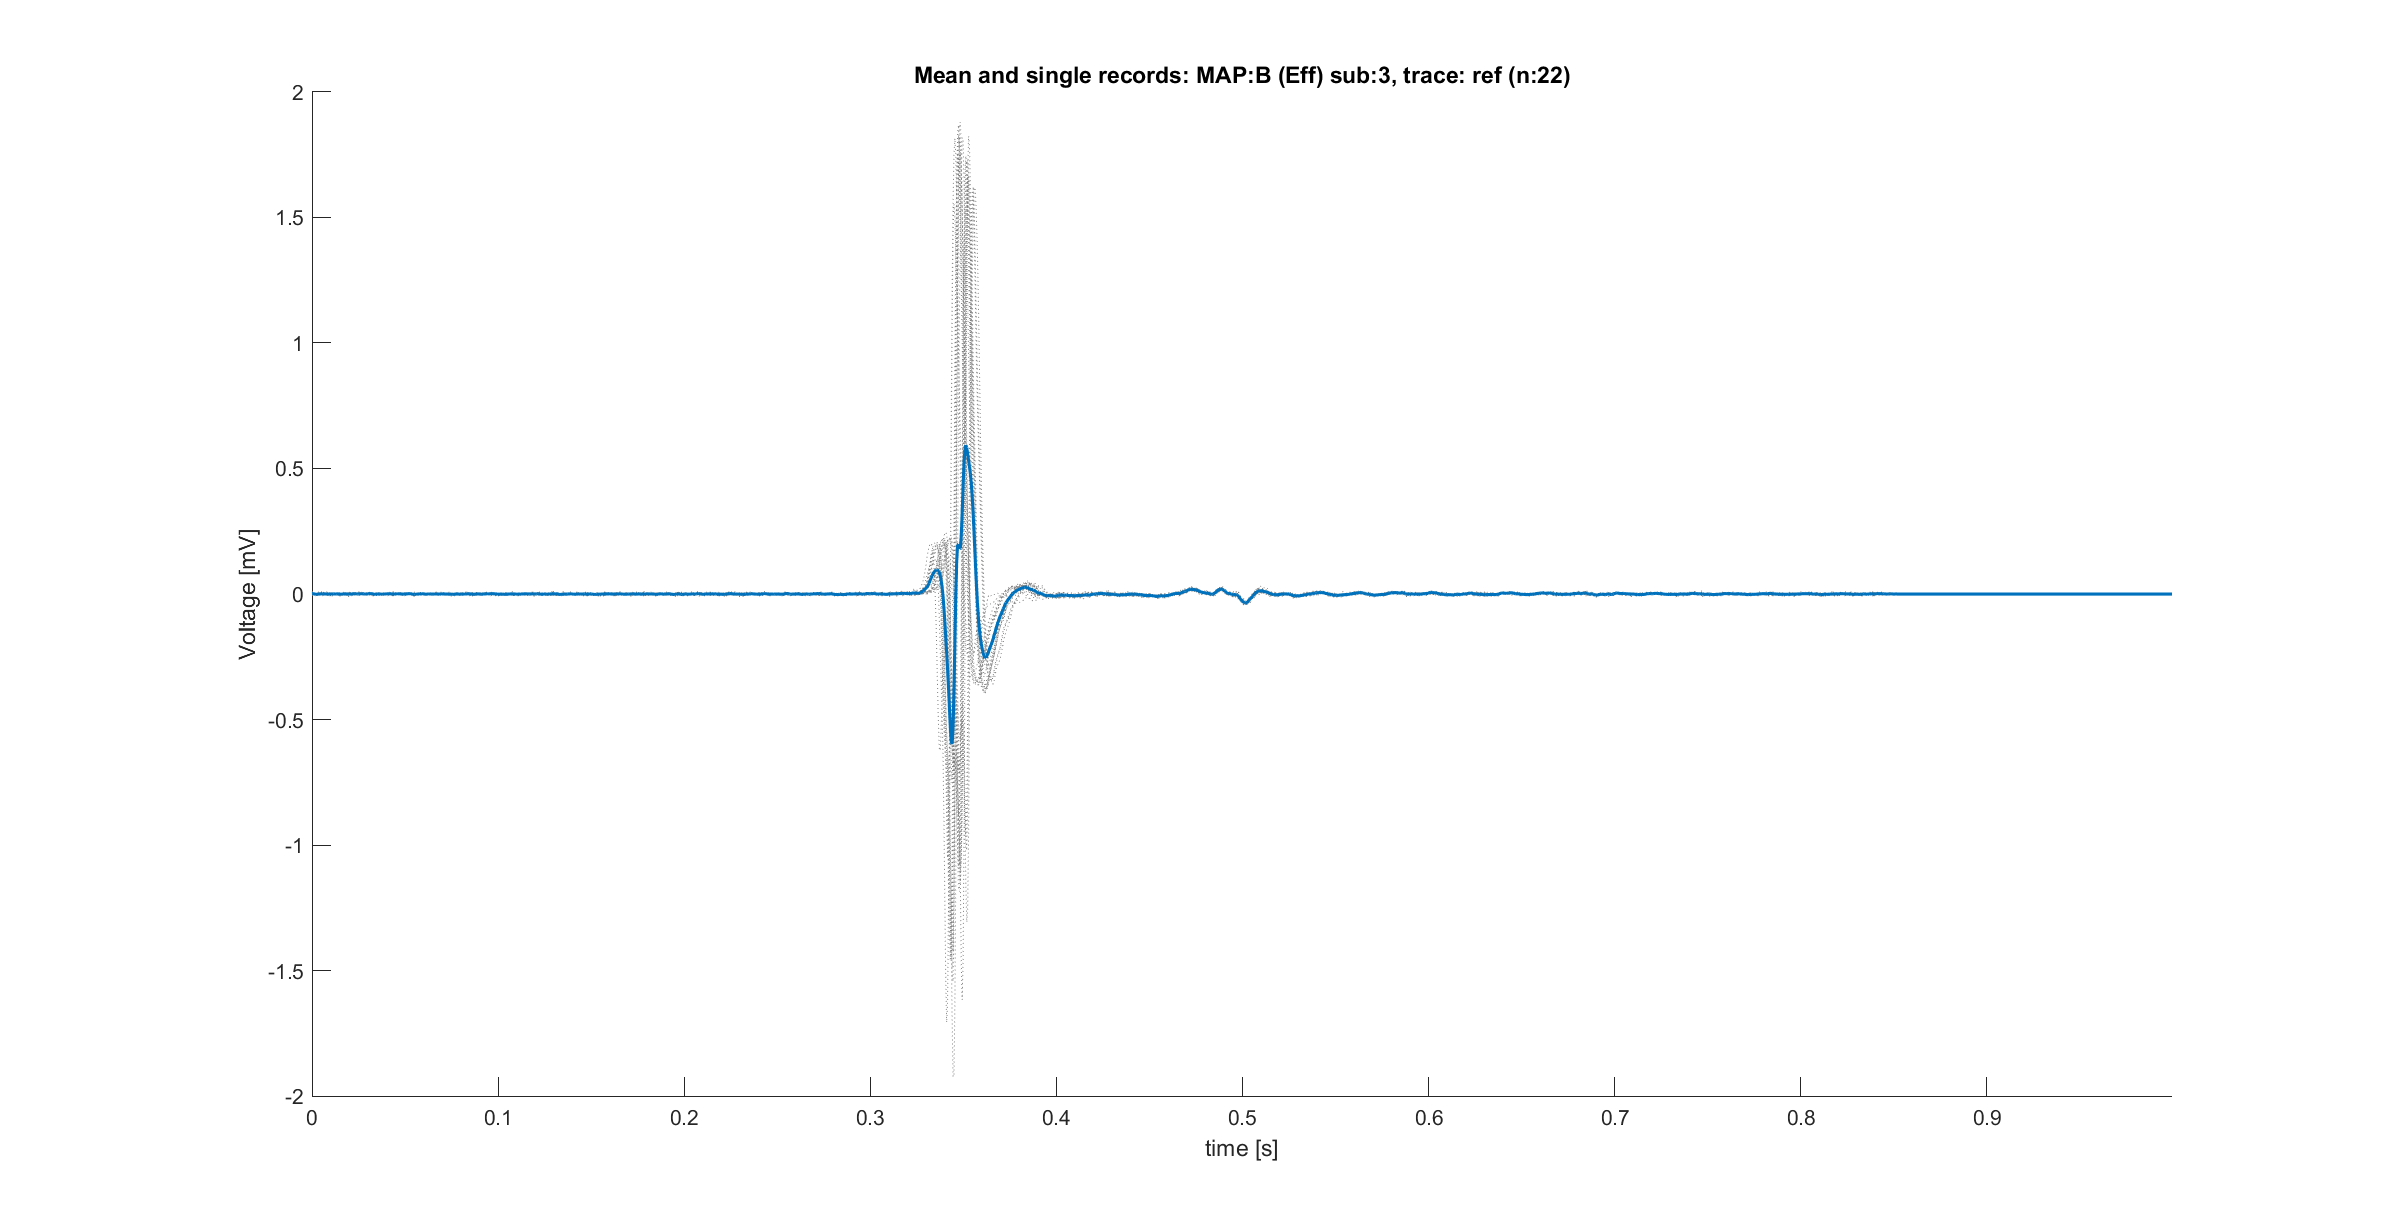 Mean and single records: MAP:B (Eff) sub:3, trace: ref (n:22)
2
1.5
1
0.5
0
-0.5
-1
-1.5
-2
Voltage [mV]
0 0.1 0.2 0.3 0.4 0.5 0.6 0.7 0.8 0.9
time [s]